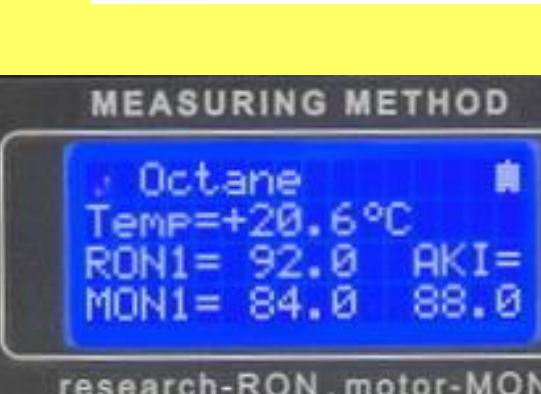 MEASURING METHOD
Octane
Temp=+20.6°C
RON1= 92.0 AKI=
MON1= 84.0 88.0
research-RON, motor-MON